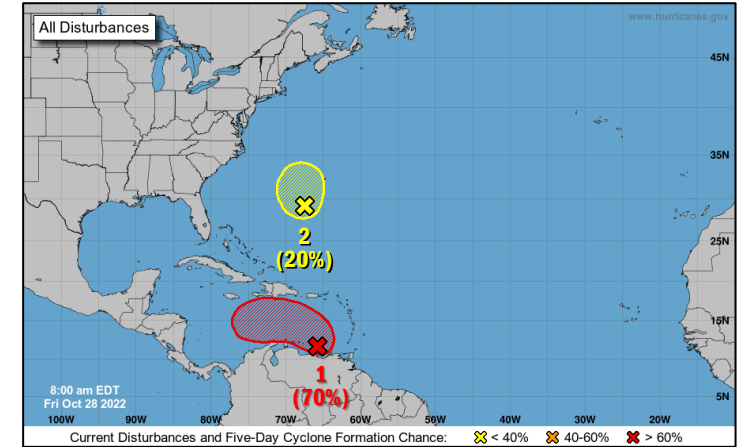 All Disturbances
www.hurricanes.gov
45N
35N
2
(20%)
25N
15N
1
(70%)
8:00 am EDT
Fri Oct 28 2022
5N
100W 90W 80W 70W 60W 50W 40W 30W 20W
Current Disturbances and Five-Day Cyclone Formation Chance: < 40% 40-60% > 60%